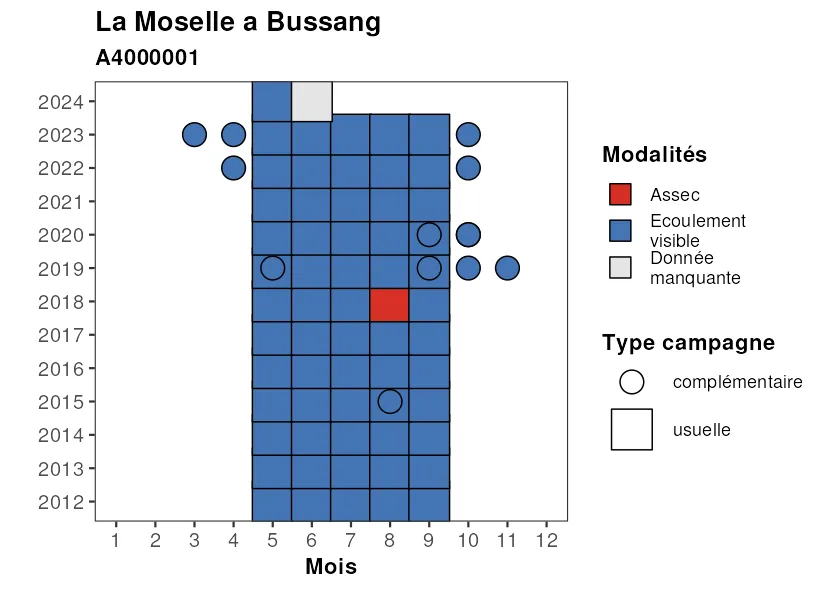 La Moselle a Bussang
A4000001
2024
2023
2022
2021
2020
2019
2018
2017
2016
2015
2014
2013
2012
1 2 3 4 5 6 7 8 9 10 11 12
Mois
Modalités
Assec
Ecoulement
visible
Donnée
manquante
Type campagne
complémentaire
usuelle